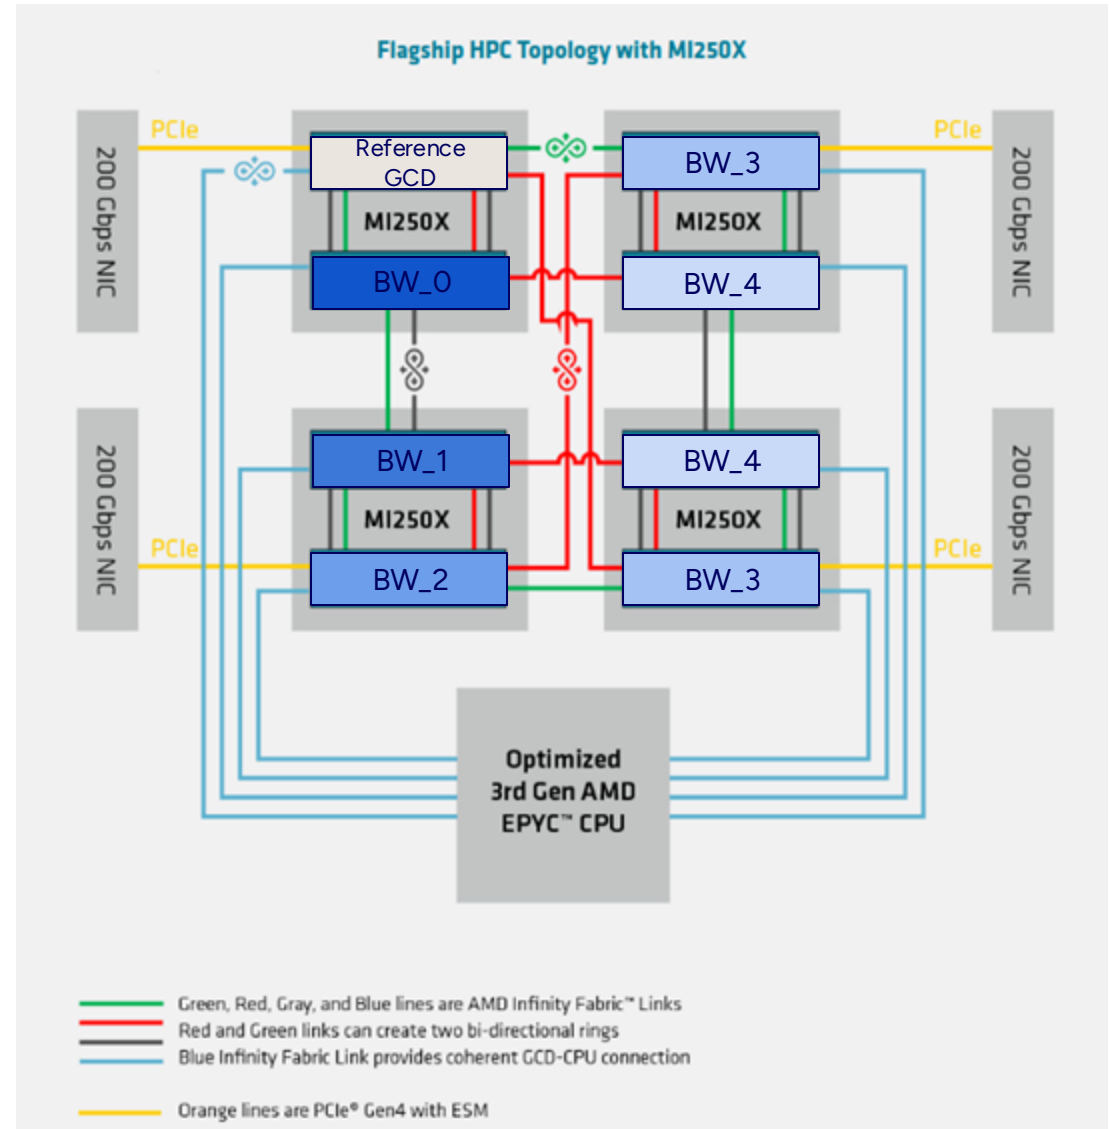 Flagship HPC Topology with MI250X
PCIe
PCIe
200 Gbps NIC
Reference
GCD
BW_3
200 Gbps NIC
MI250X
MI250X
BW_0
BW_4
BW_1
BW_4
200 Gbps NIC
MI250X
MI250X
200 Gbps NIC
PCIe
PCIe
BW_2
BW_3
Optimized
3rd Gen AMD
EPYC™ CPU
Green, Red, Gray, and Blue lines are AMD Infinity Fabric™ Links
Red and Green links can create two bi-directional rings
Blue Infinity Fabric Link provides coherent GCD-CPU connection
Orange lines are PCIe® Gen4 with ESM